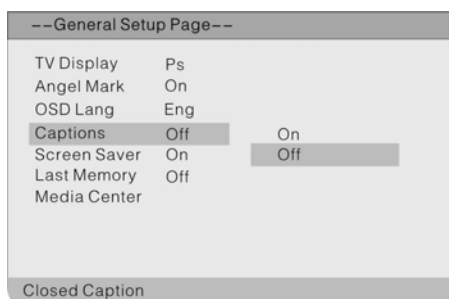 --General Setup Page--
TV Display Ps
Angel Mark On
OSD Lang Eng
Captions Off On
Screen Saver On Off
Last Memory Off
Media Center
Closed Caption